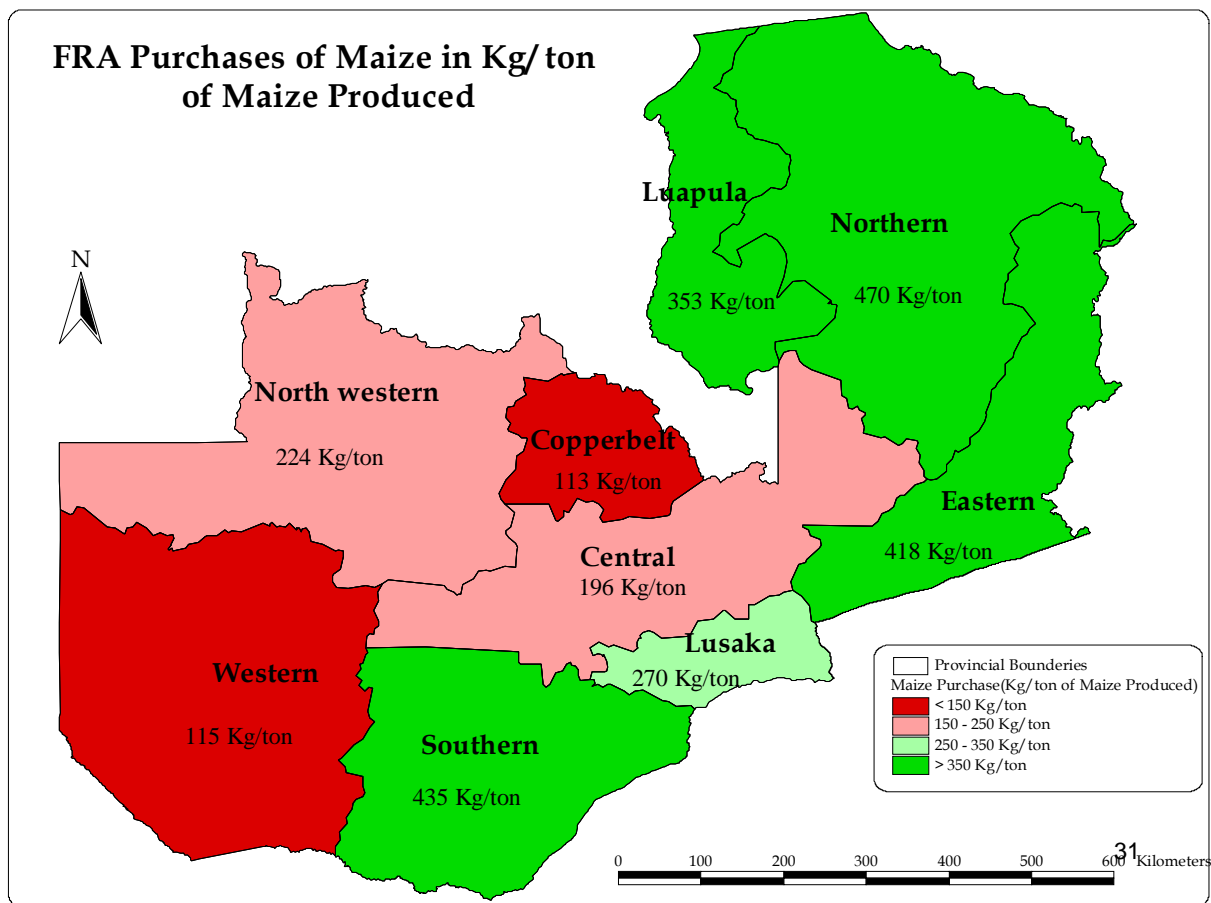 FRA Purchases of Maize in Kg/ton
of Maize Produced
Luapula
Northern
353 Kg/ton
470 Kg/ton
N
North western
224 Kg/ton
Copperbelt
113 Kg/ton
Eastern
418 Kg/ton
Central
196 Kg/ton
Lusaka
270 Kg/ton
Western
115 Kg/ton
Southern
435 Kg/ton
Provincial Bounderies
Maize Purchase(Kg/ton of Maize Produced)
< 150 Kg/ton
150 - 250 Kg/ton
250 - 350 Kg/ton
> 350 Kg/ton
31
0 100 200 300 400 500 600 Kilometers